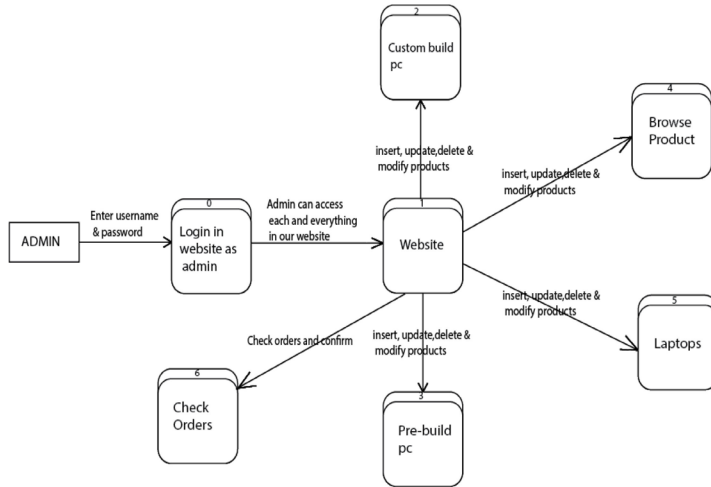 2
Custom build
pc
4
Browse
Product
insert, update,delete &
modify products
insert, update,delete &
modify products
ADMIN
Enter username
& password
0
Login in
website as
admin
Admin can access
each and everything
in our website
1
Website
insert, update,delete &
modify products
5
Laptops
Check orders and confirm
insert, update,delete &
modify products
6
Check
Orders
3
Pre-build
pc